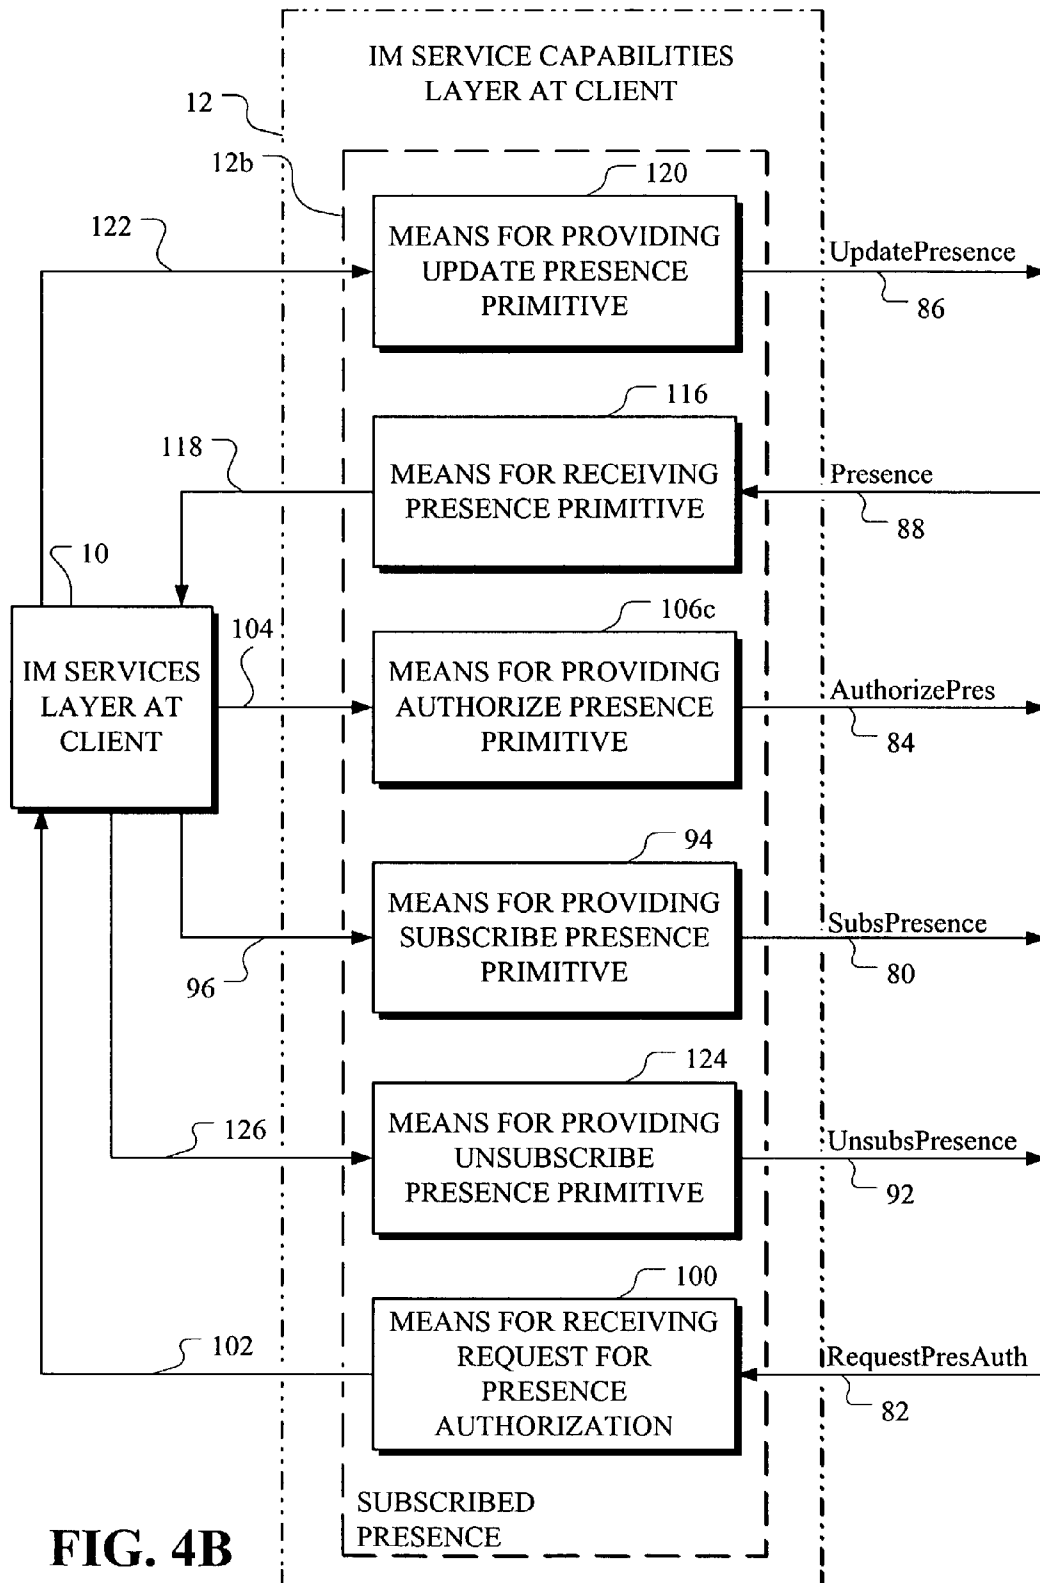 IM SERVICE CAPABILITIES
LAYER AT CLIENT
12
12b
120
122
MEANS FOR PROVIDING
UPDATE PRESENCE
PRIMITIVE
UpdatePresence
86
116
118
MEANS FOR RECEIVING
PRESENCE PRIMITIVE
Presence
88
10
IM SERVICES
LAYER AT
CLIENT
104
106c
MEANS FOR PROVIDING
AUTHORIZE PRESENCE
PRIMITIVE
AuthorizePres
84
94
MEANS FOR PROVIDING
SUBSCRIBE PRESENCE
PRIMITIVE
96
SubsPresence
80
124
126
MEANS FOR PROVIDING
UNSUBSCRIBE
PRESENCE PRIMITIVE
UnsubsPresence
92
100
102
MEANS FOR RECEIVING
REQUEST FOR
PRESENCE
AUTHORIZATION
RequestPresAuth
82
SUBSCRIBED
PRESENCE
FIG. 4B